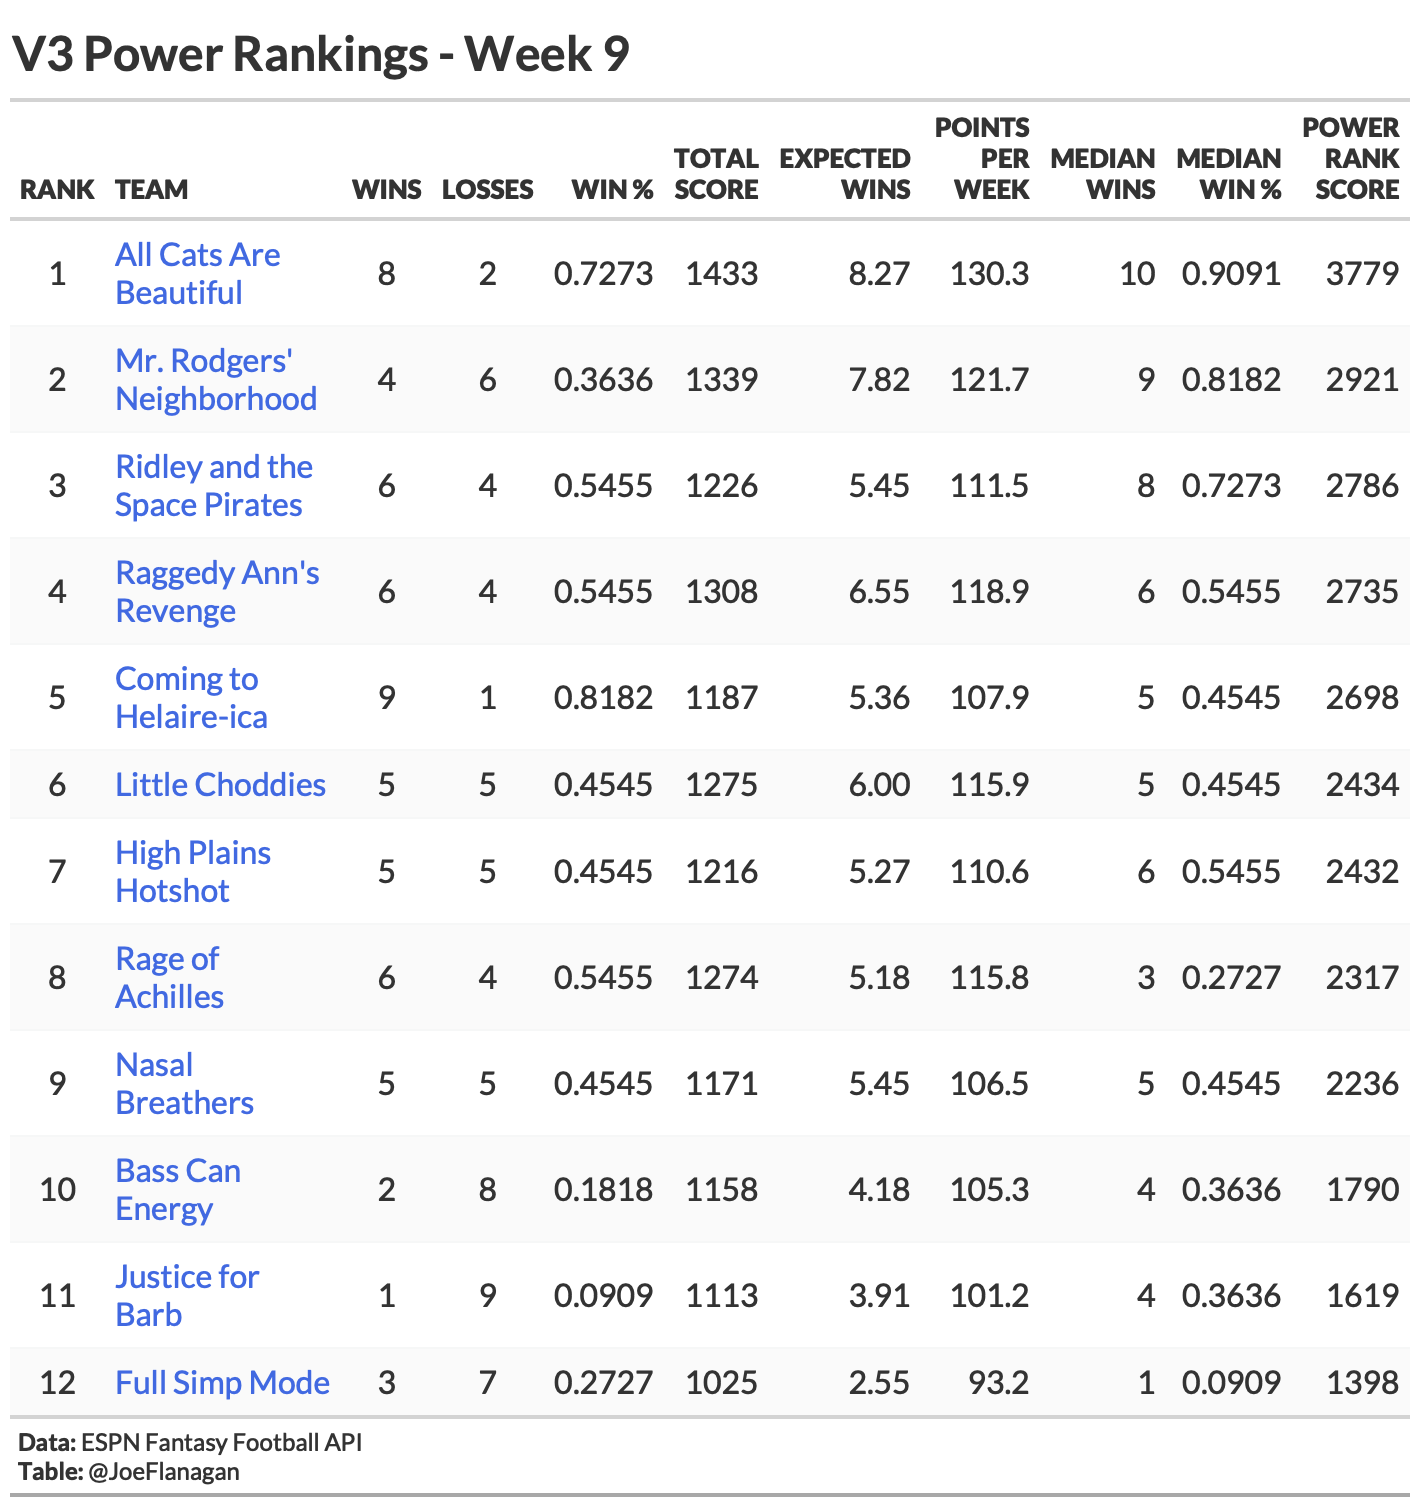 V3 Power Rankings - Week 9
RANK TEAM WINS LOSSES WIN % TOTAL SCORE EXPECTED WINS POINTS PER WEEK MEDIAN WINS MEDIAN WIN % POWER RANK SCORE
1 All Cats Are Beautiful 8 2 0.7273 1433 8.27 130.3 10 0.9091 3779
2 Mr. Rodgers' Neighborhood 4 6 0.3636 1339 7.82 121.7 9 0.8182 2921
3 Ridley and the Space Pirates 6 4 0.5455 1226 5.45 111.5 8 0.7273 2786
4 Raggedy Ann's Revenge 6 4 0.5455 1308 6.55 118.9 6 0.5455 2735
5 Coming to Helaire-ica 9 1 0.8182 1187 5.36 107.9 5 0.4545 2698
6 Little Choddies 5 5 0.4545 1275 6.00 115.9 5 0.4545 2434
7 High Plains Hotshot 5 5 0.4545 1216 5.27 110.6 6 0.5455 2432
8 Rage of Achilles 6 4 0.5455 1274 5.18 115.8 3 0.2727 2317
9 Nasal Breathers 5 5 0.4545 1171 5.45 106.5 5 0.4545 2236
10 Bass Can Energy 2 8 0.1818 1158 4.18 105.3 4 0.3636 1790
11 Justice for Barb 1 9 0.0909 1113 3.91 101.2 4 0.3636 1619
12 Full Simp Mode 3 7 0.2727 1025 2.55 93.2 1 0.0909 1398
Data: ESPN Fantasy Football API
Table: @JoeFlanagan